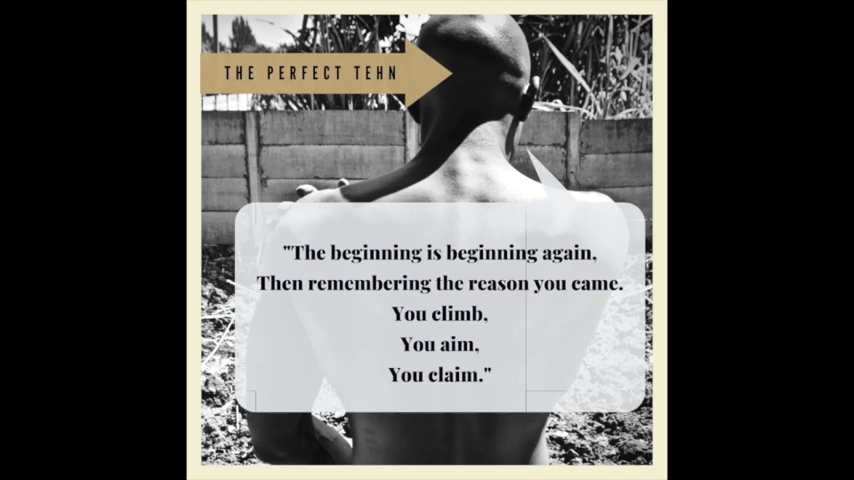 THE PERFECT TEHN
"The beginning is beginning again,
Then remembering the reason you came.
You climb,
You aim,
You claim."